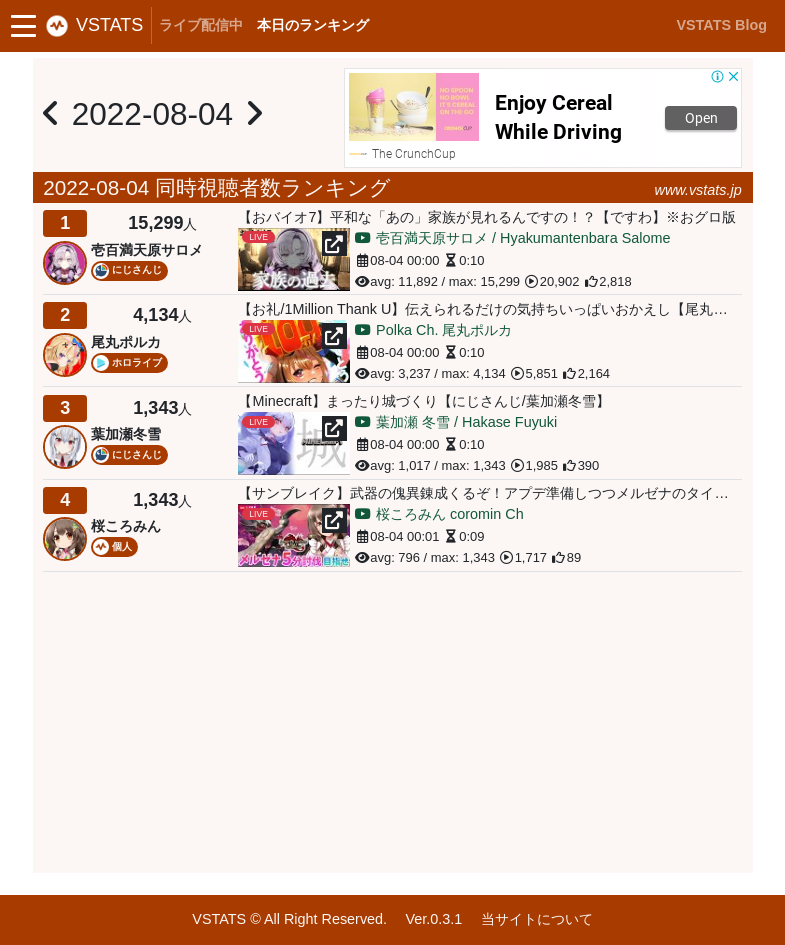 VSTATS ライブ配信中 本日のランキング VSTATS Blog
2022-08-04
NO SPOON
NO BOWL
IT'S CEREAL
ON THE GO
Enjoy Cereal
While Driving
Open
The CrunchCup
2022-08-04 同時視聴者数ランキング www.vstats.jp
1 15,299人
壱百満天原サロメ
にじさんじ
【おバイオ7】平和な「あの」家族が見れるんですの！？【ですわ】※おグロ版
LIVE
家族の過去
壱百満天原サロメ / Hyakumantenbara Salome
08-04 00:00 0:10
avg: 11,892 / max: 15,299 20,902 2,818
2 4,134人
尾丸ポルカ
ホロライブ
【お礼/1Million Thank U】伝えられるだけの気持ちいっぱいおかえし【尾丸…
LIVE
ありがとう
Polka Ch. 尾丸ポルカ
08-04 00:00 0:10
avg: 3,237 / max: 4,134 5,851 2,164
3 1,343人
葉加瀬冬雪
にじさんじ
【Minecraft】まったり城づくり【にじさんじ/葉加瀬冬雪】
LIVE
城
葉加瀬 冬雪 / Hakase Fuyuki
08-04 00:00 0:10
avg: 1,017 / max: 1,343 1,985 390
4 1,343人
桜ころみん
個人
【サンブレイク】武器の傀異錬成くるぞ！アプデ準備しつつメルゼナのタイ…
LIVE
メルゼナ5分討伐目指せ
桜ころみん coromin Ch
08-04 00:01 0:09
avg: 796 / max: 1,343 1,717 89
VSTATS © All Right Reserved. Ver.0.3.1 当サイトについて